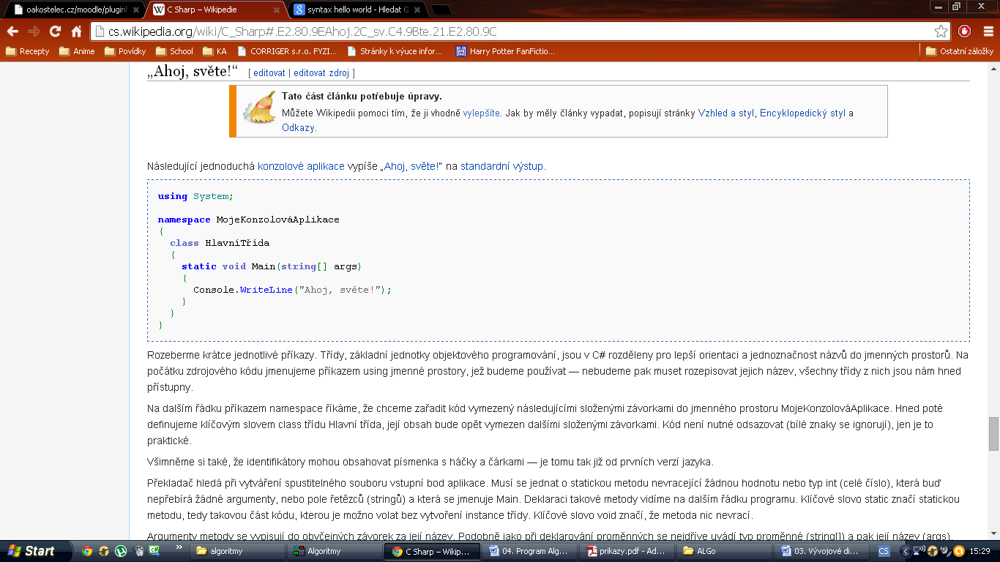 oakostelec.cz/moodle/pluginf
C Sharp – Wikipedie
syntax hello world - Hledat G
cs.wikipedia.org/wiki/C_Sharp#.E2.80.9EAhoj.2C_sv.C4.9Bte.21.E2.80.9C
Recepty Anime Povídky School KA CORRIGER s.r.o. FYZI... Stránky k výuce infor... Harry Potter FanFictio... Ostatní záložky
„Ahoj, světe!“ [ editovat | editovat zdroj ]
Tato část článku potřebuje úpravy.
Můžete Wikipedii pomoci tím, že ji vhodně vylepšíte. Jak by měly články vypadat, popisují stránky Vzhled a styl, Encyklopedický styl a
Odkazy.
Následující jednoduchá konzolové aplikace vypíše „Ahoj, světe!“ na standardní výstup.
using System;
namespace MojeKonzolováAplikace
{
class HlavníTřída
{
static void Main(string[] args)
{
Console.WriteLine("Ahoj, světe!");
}
}
}
Rozeberme krátce jednotlivé příkazy. Třídy, základní jednotky objektového programování, jsou v C# rozděleny pro lepší orientaci a jednoznačnost názvů do jmenných prostorů. Na
počátku zdrojového kódu jmenujeme příkazem using jmenné prostory, jež budeme používat — nebudeme pak muset rozepisovat jejich název, všechny třídy z nich jsou nám hned
přístupny.
Na dalším řádku příkazem namespace říkáme, že chceme zařadit kód vymezený následujícími složenými závorkami do jmenného prostoru MojeKonzolováAplikace. Hned poté
definujeme klíčovým slovem class třídu Hlavní třída, její obsah bude opět vymezen dalšími složenými závorkami. Kód není nutné odsazovat (bílé znaky se ignorují), jen je to
praktické.
Všimněme si také, že identifikátory mohou obsahovat písmenka s háčky a čárkami — je tomu tak již od prvních verzí jazyka.
Překladač hledá při vytváření spustitelného souboru vstupní bod aplikace. Musí se jednat o statickou metodu nevracející žádnou hodnotu nebo typ int (celé číslo), která buď
nepřebírá žádné argumenty, nebo pole řetězců (stringů) a která se jmenuje Main. Deklaraci takové metody vidíme na dalším řádku programu. Klíčové slovo static značí statickou
metodu, tedy takovou část kódu, kterou je možno volat bez vytvoření instance třídy. Klíčové slovo void značí, že metoda nic nevrací.
Argumenty metody se vypisují do obyčejných závorek za její název. Podobně jako při deklarování proměnných se nejdříve uvádí typ proměnné (string[]) a pak její název (args).
Start algoritmy Algoritmy C Sharp – Wikip... 04. Program Alg... prikazy.pdf - Ad... ALGo 03. Vývojové di... CS 15:29